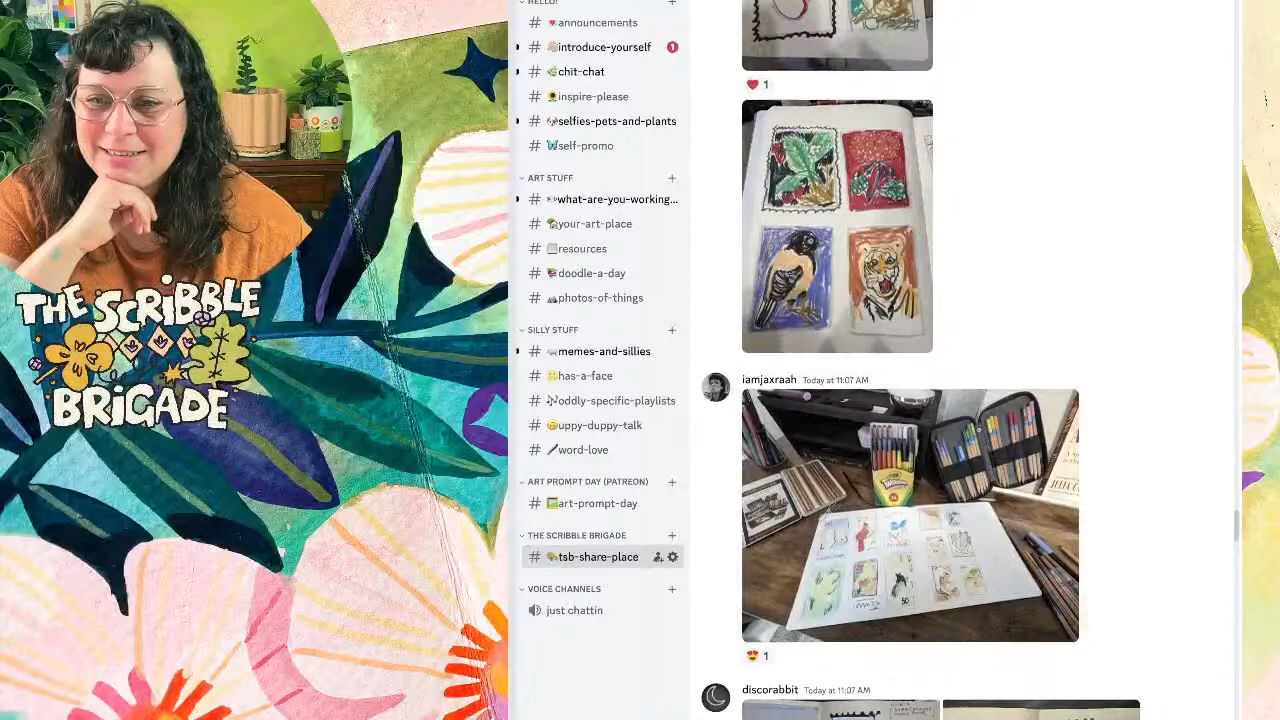 THE SCRIBBLE
BRIGADE
HELLO!
# announcements
# introduce-yourself 1
# chit-chat
# inspire-please
# selfies-pets-and-plants
# self-promo
ART STUFF
# what-are-you-working...
# your-art-place
# resources
# doodle-a-day
# photos-of-things
SILLY STUFF
# memes-and-sillies
# has-a-face
# oddly-specific-playlists
# uppy-duppy-talk
# word-love
ART PROMPT DAY (PATREON)
# art-prompt-day
THE SCRIBBLE BRIGADE
# tsb-share-place
VOICE CHANNELS
just chattin
1
iamjaxraah Today at 11:07 AM
Crayola
50
1
discorabbit Today at 11:07 AM